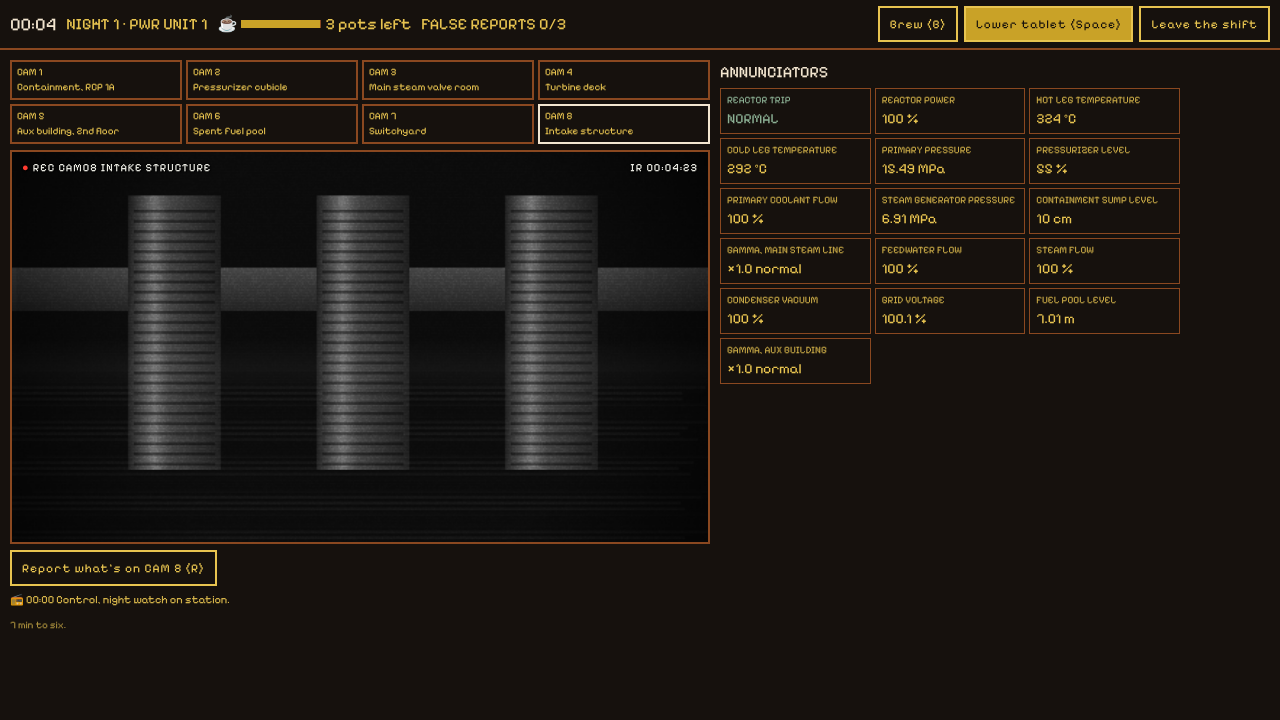 00:04 NIGHT 1 · PWR UNIT 1 ☕ 3 pots left FALSE REPORTS 0/3 Brew (B) Lower tablet (Space) Leave the shift
CAM 1
Containment, RCP 1A
CAM 2
Pressurizer cubicle
CAM 3
Main steam valve room
CAM 4
Turbine deck
CAM 5
Aux building, 2nd floor
CAM 6
Spent fuel pool
CAM 7
Switchyard
CAM 8
Intake structure
REC CAM08 INTAKE STRUCTURE IR 00:04:23
Report what's on CAM 8 (R)
📻 00:00 Control, night watch on station.
7 min to six.
ANNUNCIATORS
REACTOR TRIP
NORMAL
REACTOR POWER
100 %
HOT LEG TEMPERATURE
324 °C
COLD LEG TEMPERATURE
292 °C
PRIMARY PRESSURE
15.49 MPa
PRESSURIZER LEVEL
55 %
PRIMARY COOLANT FLOW
100 %
STEAM GENERATOR PRESSURE
6.91 MPa
CONTAINMENT SUMP LEVEL
10 cm
GAMMA, MAIN STEAM LINE
×1.0 normal
FEEDWATER FLOW
100 %
STEAM FLOW
100 %
CONDENSER VACUUM
100 %
GRID VOLTAGE
100.1 %
FUEL POOL LEVEL
7.01 m
GAMMA, AUX BUILDING
×1.0 normal